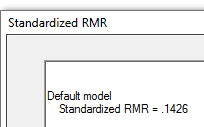 Standardized RMR
Default model
Standardized RMR = .1426